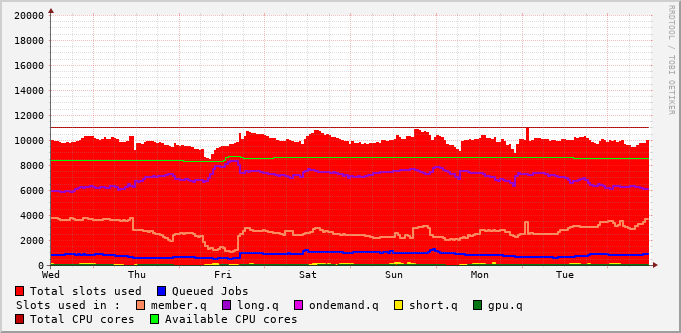 RRDTOOL / TOBI OETIKER
20000
18000
16000
14000
12000
10000
8000
6000
4000
2000
0
Wed Thu Fri Sat Sun Mon Tue
Total slots used Queued Jobs
Slots used in : member.q long.q ondemand.q short.q gpu.q
Total CPU cores Available CPU cores